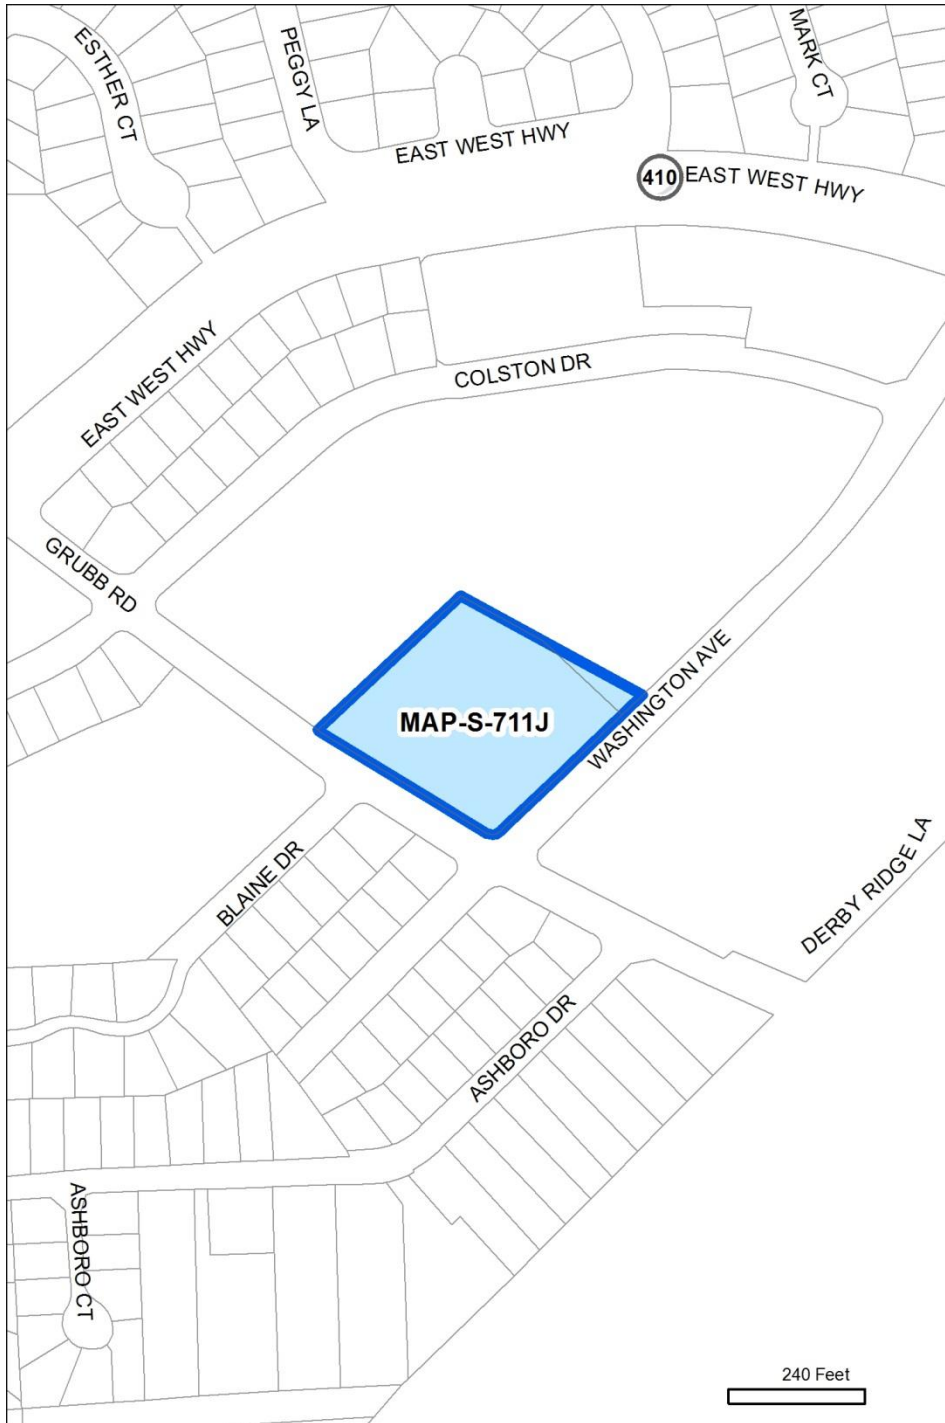 ESTHER CT
PEGGY LA
MARK CT
EAST WEST HWY
410
EAST WEST HWY
EAST WEST HWY
COLSTON DR
GRUBB RD
MAP-S-711J
WASHINGTON AVE
BLAINE DR
DERBY RIDGE LA
ASHBORO DR
ASHBORO CT
240 Feet